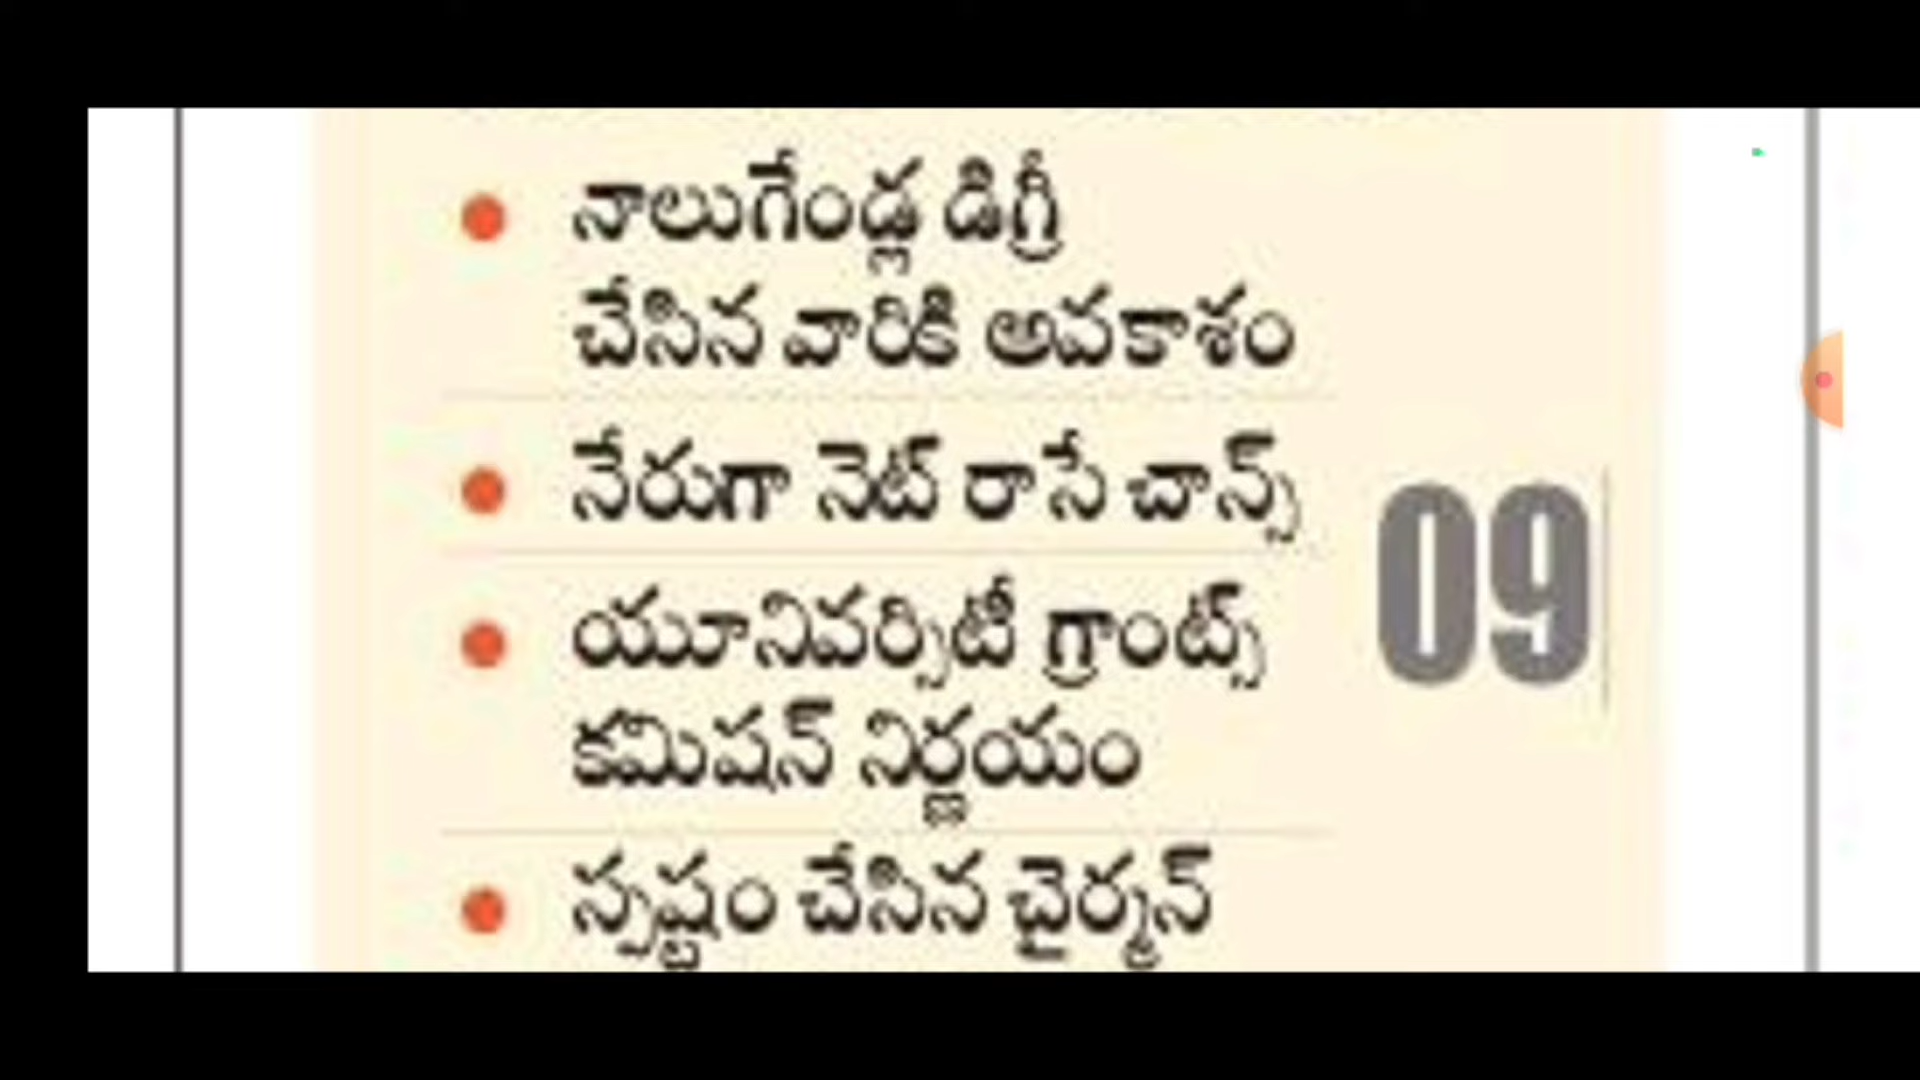 నాలుగేండ్ల డిగ్రీ
చేసిన వారికి అవకాశం
నేరుగా నెట్ రాసే చాన్స్
యూనివర్సిటీ గ్రాంట్స్
కమిషన్ నిర్ణయం
స్పష్టం చేసిన చైర్మన్
09